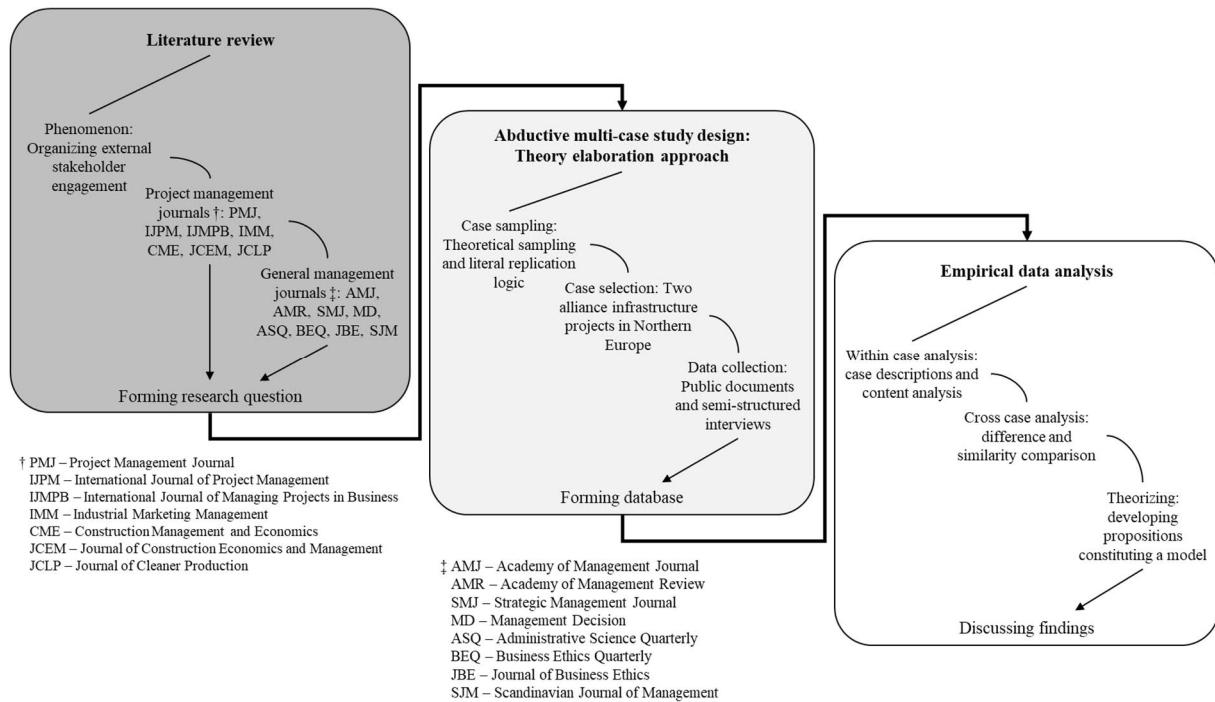 Literature review
Phenomenon:
Organizing external
stakeholder
engagement
Project management
journals †: PMJ,
IJPM, IJMPB, IMM,
CME, JCEM, JCLP
General management
journals ‡: AMJ,
AMR, SMJ, MD,
ASQ, BEQ, JBE, SJM
Forming research question
† PMJ – Project Management Journal
IJPM – International Journal of Project Management
IJMPB – International Journal of Managing Projects in Business
IMM – Industrial Marketing Management
CME – Construction Management and Economics
JCEM – Journal of Construction Economics and Management
JCLP – Journal of Cleaner Production
Abductive multi-case study design:
Theory elaboration approach
Case sampling:
Theoretical sampling
and literal replication
logic
Case selection: Two
alliance infrastructure
projects in Northern
Europe
Data collection:
Public documents
and semi-structured
interviews
Forming database
‡ AMJ – Academy of Management Journal
AMR – Academy of Management Review
SMJ – Strategic Management Journal
MD – Management Decision
ASQ – Administrative Science Quarterly
BEQ – Business Ethics Quarterly
JBE – Journal of Business Ethics
SJM – Scandinavian Journal of Management
Empirical data analysis
Within case analysis:
case descriptions and
content analysis
Cross case analysis:
difference and
similarity comparison
Theorizing:
developing
propositions
constituting a model
Discussing findings